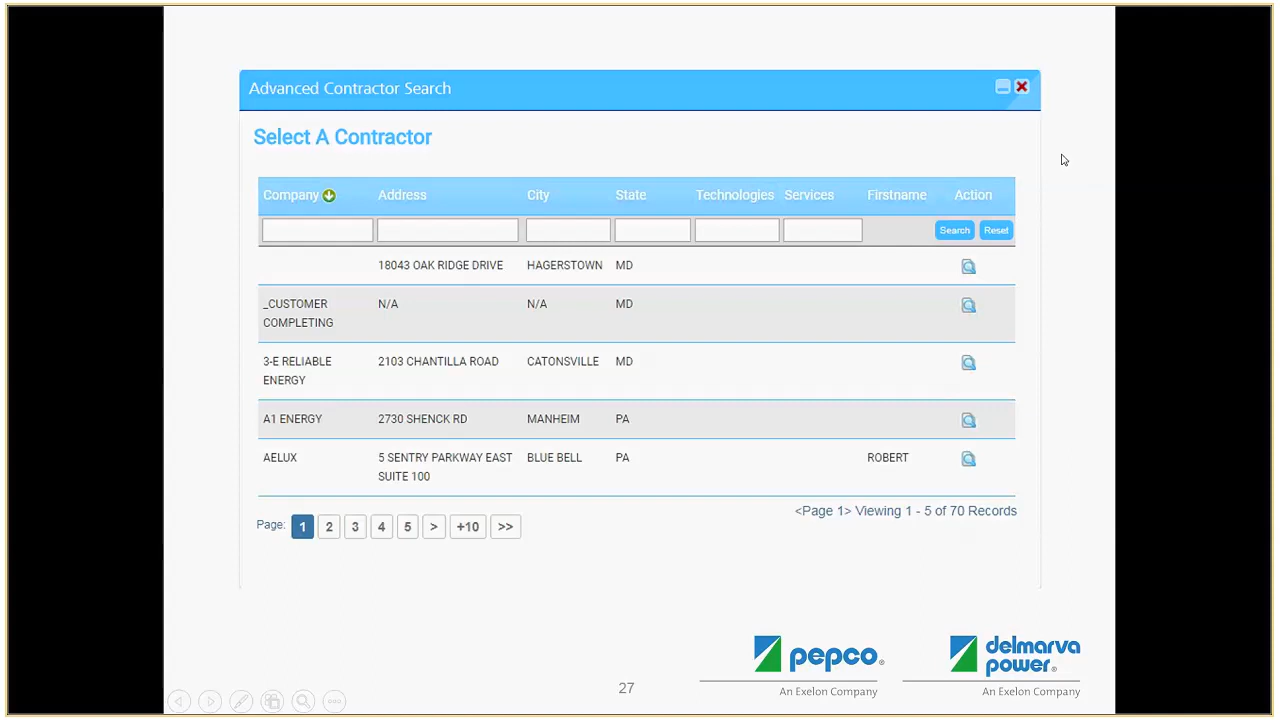 Advanced Contractor Search
Select A Contractor
Company Address City State Technologies Services Firstname Action
Search Reset
18043 OAK RIDGE DRIVE HAGERSTOWN MD
_CUSTOMER N/A N/A MD
COMPLETING
3-E RELIABLE 2103 CHANTILLA ROAD CATONSVILLE MD
ENERGY
A1 ENERGY 2730 SHENCK RD MANHEIM PA
AELUX 5 SENTRY PARKWAY EAST BLUE BELL PA ROBERT
SUITE 100
<Page 1> Viewing 1 - 5 of 70 Records
Page: 1 2 3 4 5 > +10 >>
pepco®
An Exelon Company
delmarva
power®
An Exelon Company
27